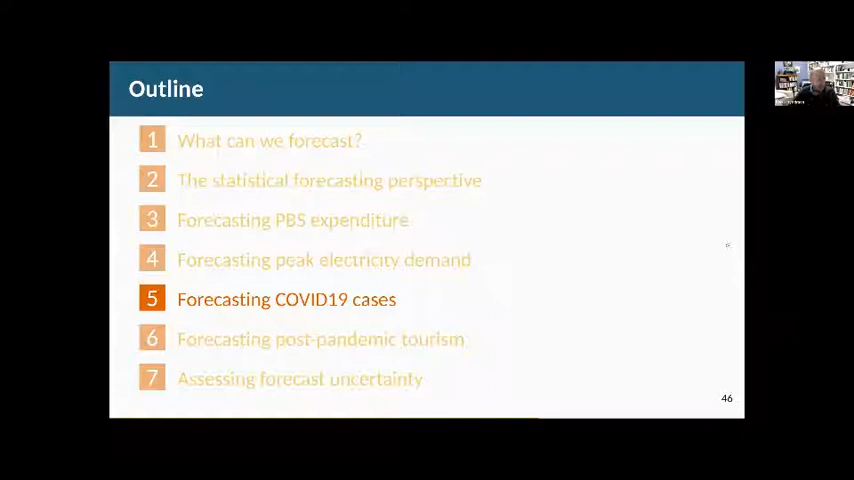 Outline
1 What can we forecast?
2 The statistical forecasting perspective
3 Forecasting PBS expenditure
4 Forecasting peak electricity demand
5 Forecasting COVID19 cases
6 Forecasting post-pandemic tourism
7 Assessing forecast uncertainty
46